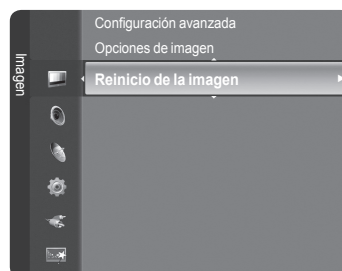 Imagen
Configuración avanzada
Opciones de imagen
Reinicio de la imagen